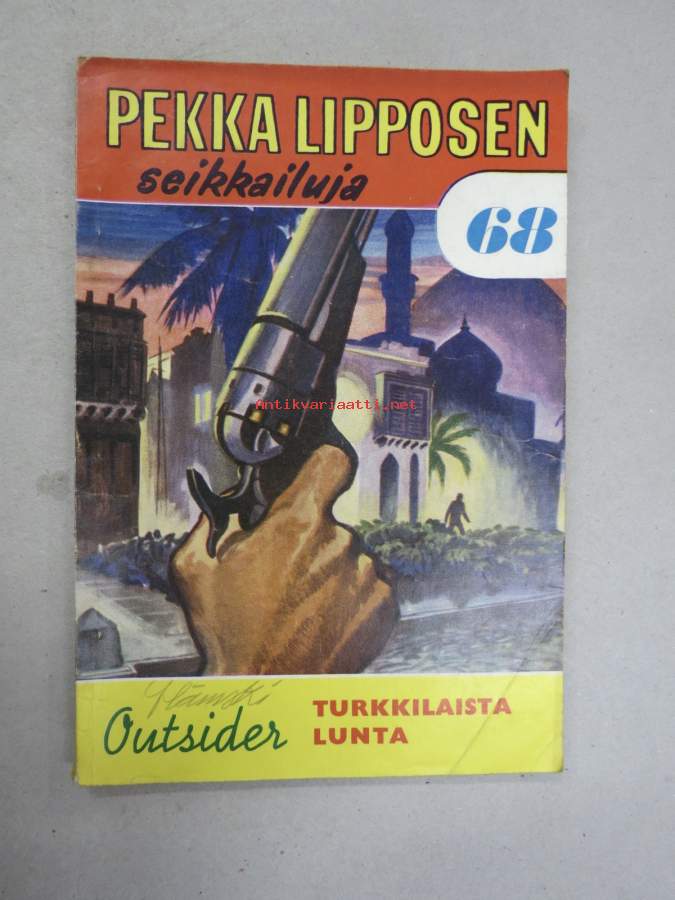 PEKKA LIPPOSEN
seikkailuja
68
Antikvariaatti.net
Outsider
TURKKILAISTA
LUNTA